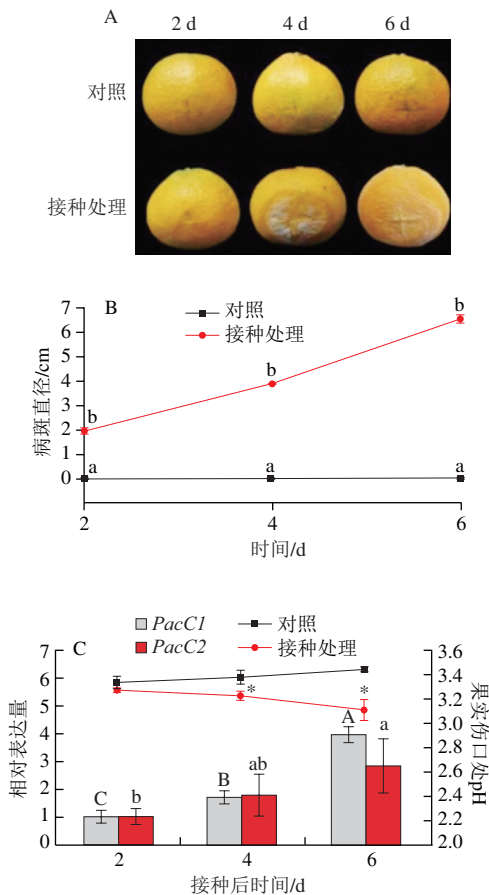 A 2 d 4 d 6 d
对照
接种处理
B
对照
接种处理
病斑直径/cm
7
6
5
4
3
2
1
0
b b b
a a a
2 4 6
时间/d
C
PacC1 对照
PacC2 接种处理
相对表达量
7
6
5
4
3
2
1
0
* *
C b B ab A a
3.6
3.4
3.2
3.0
2.8
2.6
2.4
2.2
2.0
果实伤口处pH
2 4 6
接种后时间/d